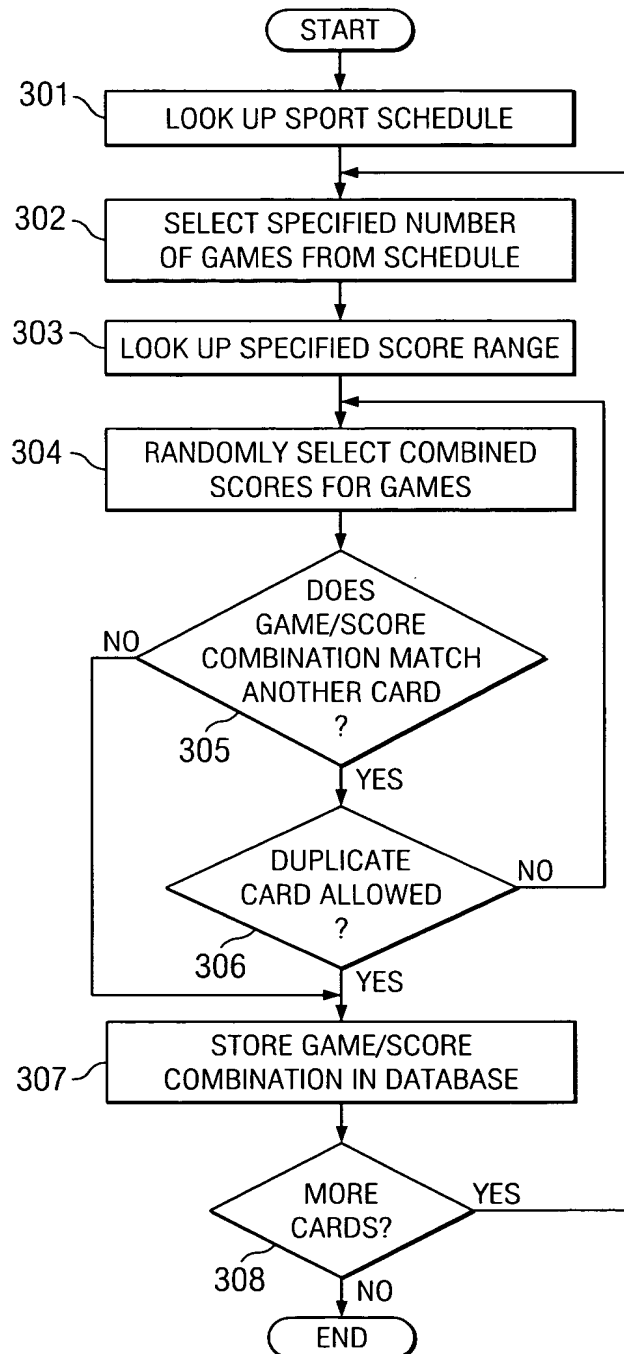 START
301
LOOK UP SPORT SCHEDULE
302
SELECT SPECIFIED NUMBER
OF GAMES FROM SCHEDULE
303
LOOK UP SPECIFIED SCORE RANGE
304
RANDOMLY SELECT COMBINED
SCORES FOR GAMES
DOES
GAME/SCORE
COMBINATION MATCH
ANOTHER CARD
?
NO
305
YES
DUPLICATE
CARD ALLOWED
?
NO
306
YES
307
STORE GAME/SCORE
COMBINATION IN DATABASE
MORE
CARDS?
YES
308
NO
END